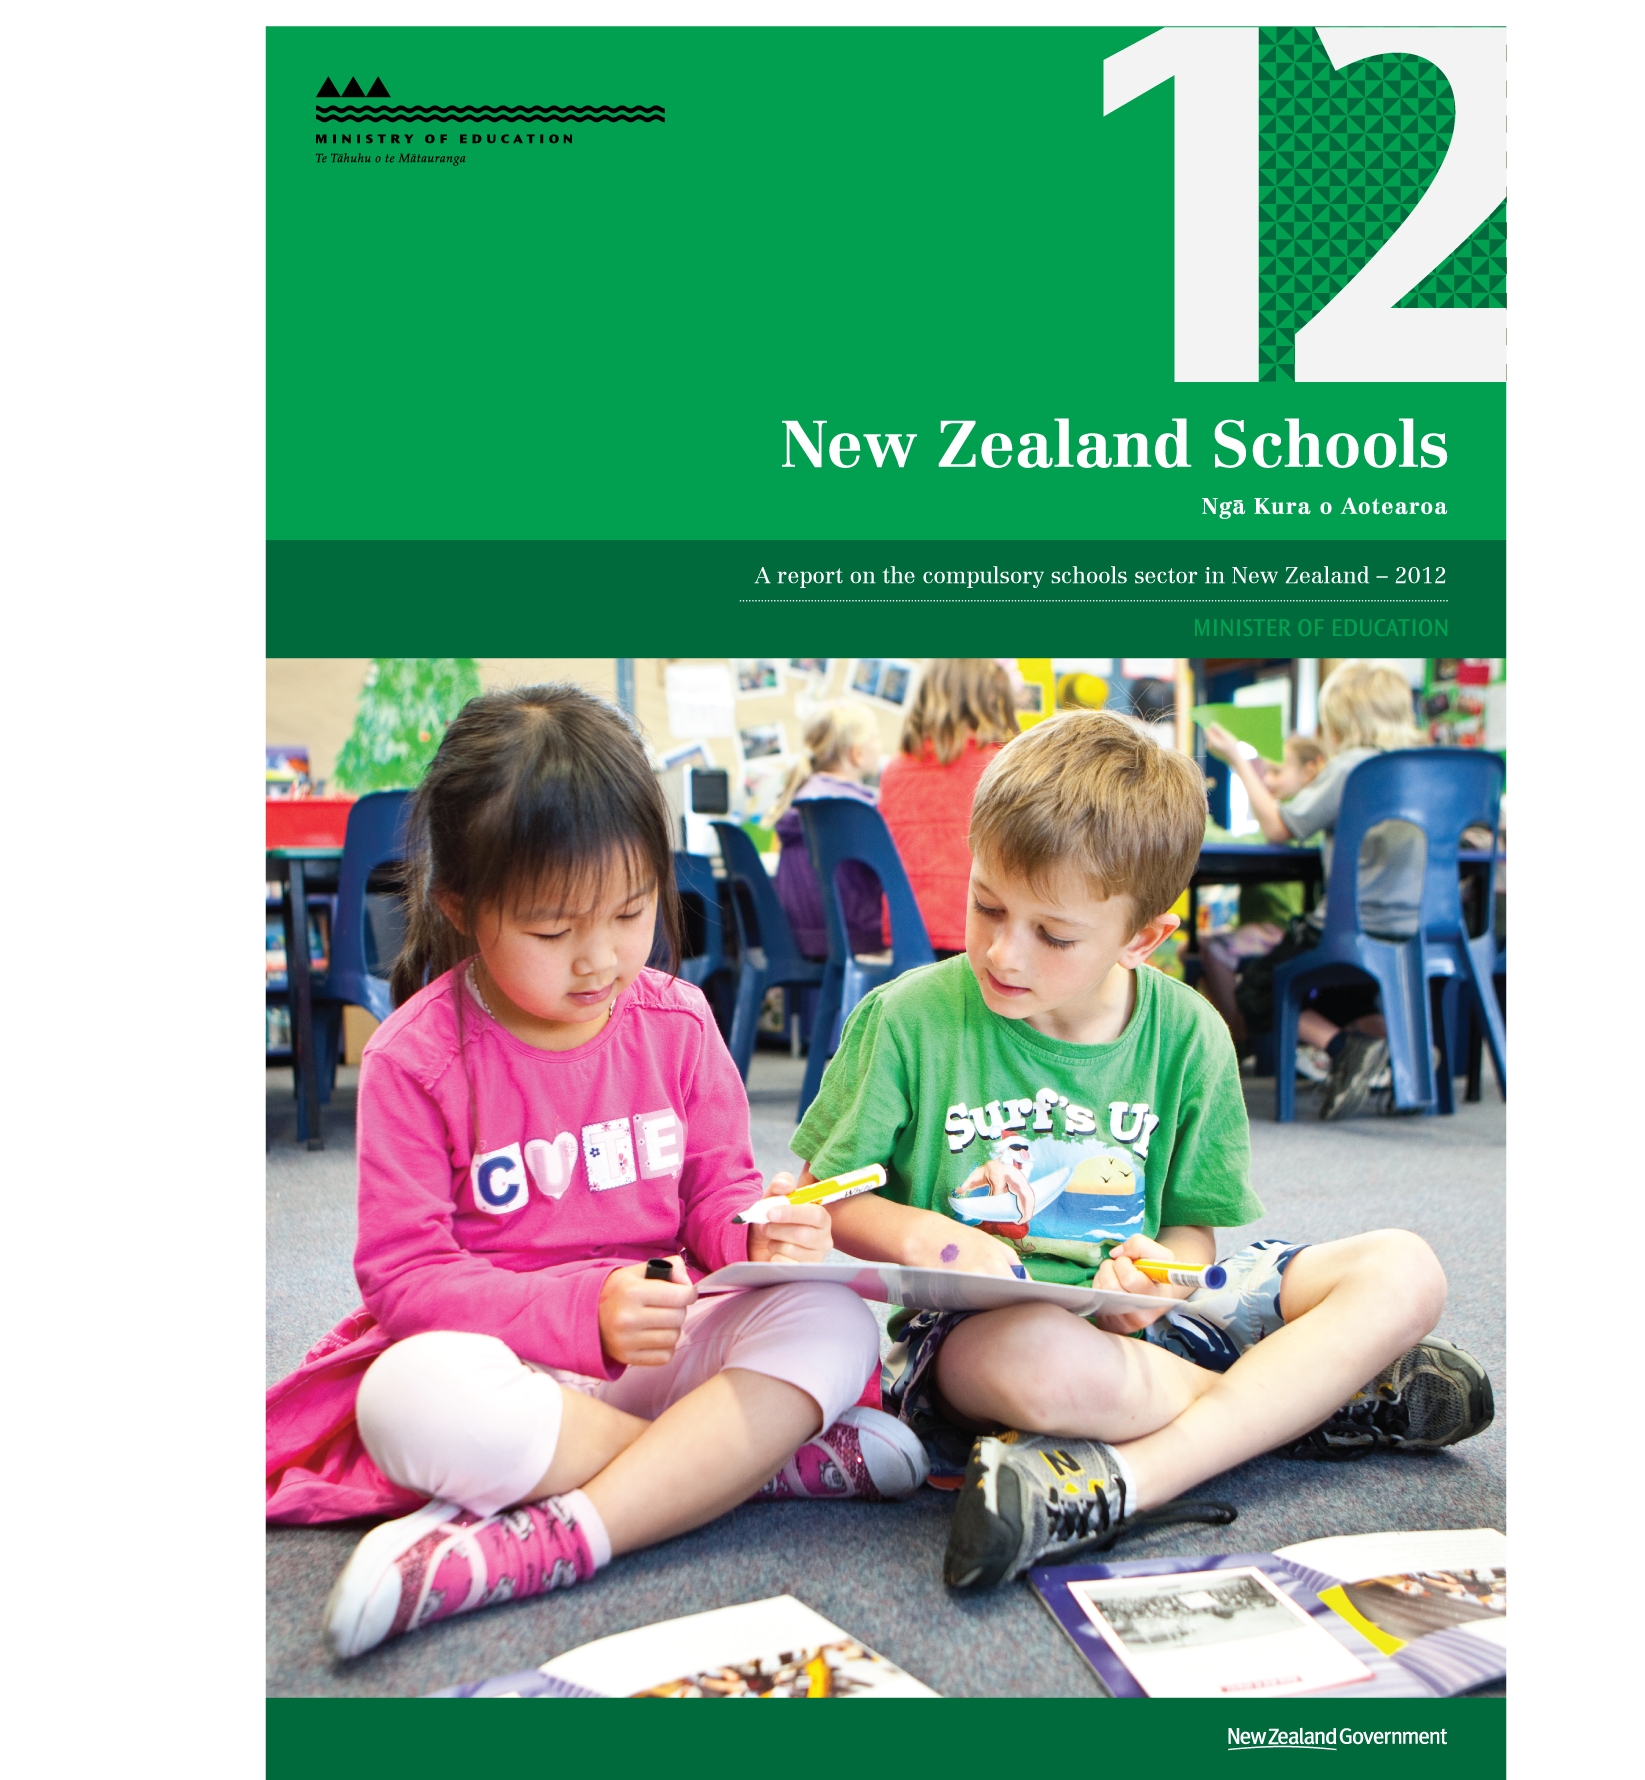 MINISTRY OF EDUCATION
Te Tāhuhu o te Mātauranga
12
New Zealand Schools
Ngā Kura o Aotearoa
A report on the compulsory schools sector in New Zealand – 2012
MINISTER OF EDUCATION
CUTE
Surf's Up
N
New Zealand Government